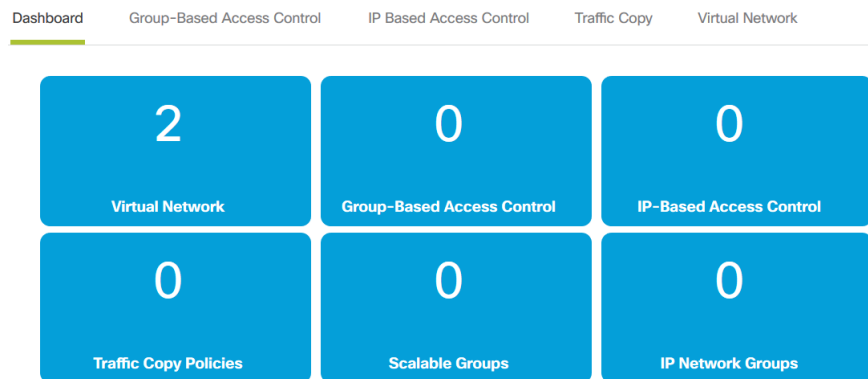 Dashboard Group-Based Access Control IP Based Access Control Traffic Copy Virtual Network
2 0 0
Virtual Network Group-Based Access Control IP-Based Access Control
0 0 0
Traffic Copy Policies Scalable Groups IP Network Groups